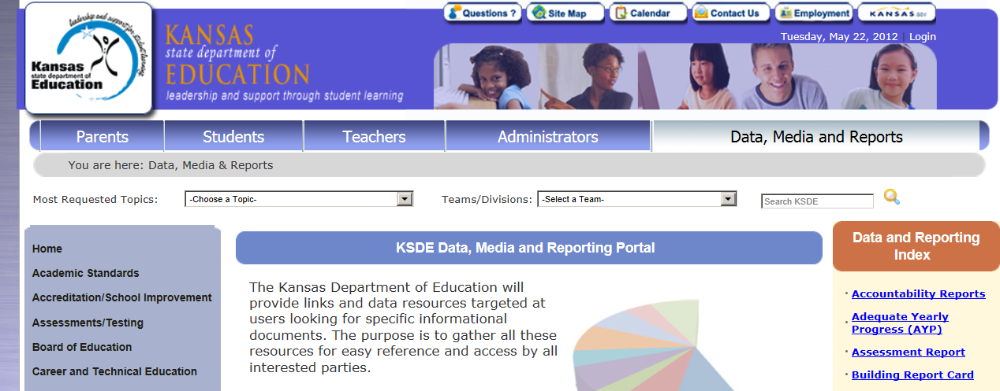 Questions ?
Site Map
Calendar
Contact Us
Employment
KANSAS.GOV
leadership and support for student learning
Kansas
state department of
Education
KANSAS
state department of
EDUCATION
leadership and support through student learning
Tuesday, May 22, 2012 | Login
Parents
Students
Teachers
Administrators
Data, Media and Reports
You are here: Data, Media & Reports
Most Requested Topics:
-Choose a Topic-
Teams/Divisions:
-Select a Team-
Search KSDE
Home
Academic Standards
Accreditation/School Improvement
Assessments/Testing
Board of Education
Career and Technical Education
KSDE Data, Media and Reporting Portal
The Kansas Department of Education will
provide links and data resources targeted at
users looking for specific informational
documents. The purpose is to gather all these
resources for easy reference and access by all
interested parties.
Data and Reporting
Index
Accountability Reports
Adequate Yearly
Progress (AYP)
Assessment Report
Building Report Card